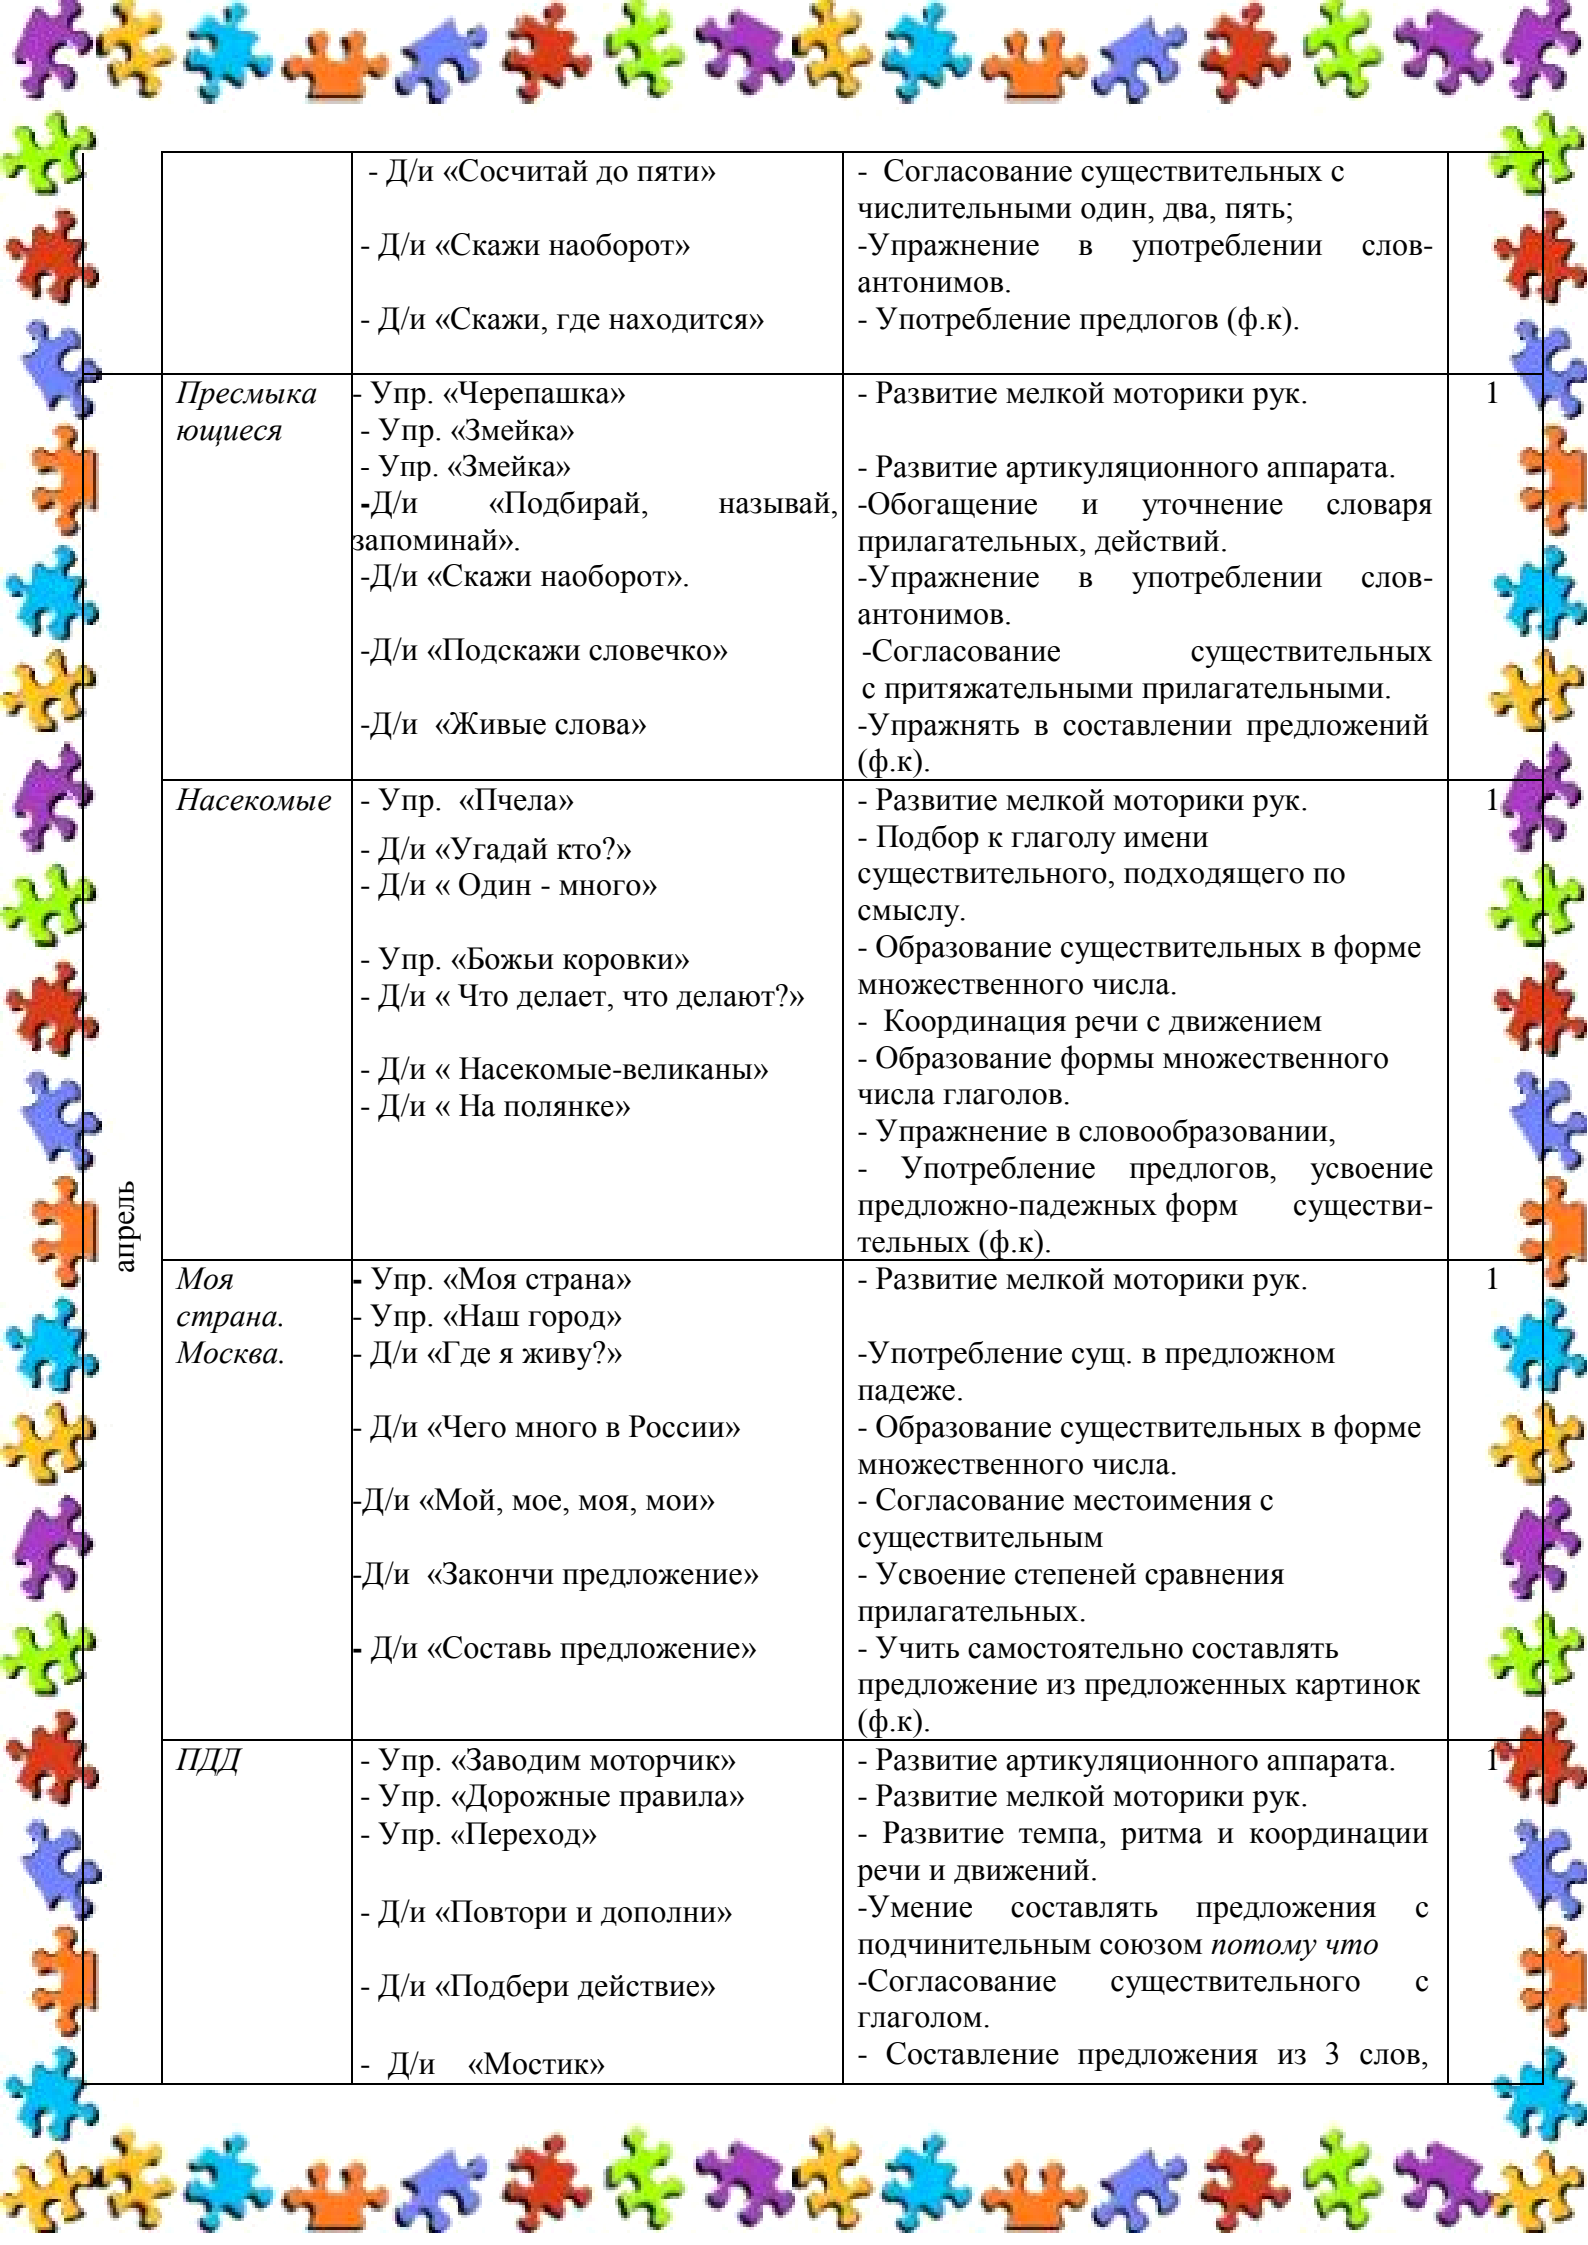 - Д/и «Сосчитай до пяти»
- Д/и «Скажи наоборот»
- Д/и «Скажи, где находится»
- Согласование существительных с
числительными один, два, пять;
-Упражнение в употреблении слов-
антонимов.
- Употребление предлогов (ф.к).
апрель
Пресмыка
ющиеся
- Упр. «Черепашка»
- Упр. «Змейка»
- Упр. «Змейка»
-Д/и «Подбирай, называй,
запоминай».
-Д/и «Скажи наоборот».
-Д/и «Подскажи словечко»
-Д/и «Живые слова»
- Развитие мелкой моторики рук.
- Развитие артикуляционного аппарата.
-Обогащение и уточнение словаря
прилагательных, действий.
-Упражнение в употреблении слов-
антонимов.
-Согласование существительных
с притяжательными прилагательными.
-Упражнять в составлении предложений
(ф.к).
1
Насекомые
- Упр. «Пчела»
- Д/и «Угадай кто?»
- Д/и « Один - много»
- Упр. «Божьи коровки»
- Д/и « Что делает, что делают?»
- Д/и « Насекомые-великаны»
- Д/и « На полянке»
- Развитие мелкой моторики рук.
- Подбор к глаголу имени
существительного, подходящего по
смыслу.
- Образование существительных в форме
множественного числа.
- Координация речи с движением
- Образование формы множественного
числа глаголов.
- Упражнение в словообразовании,
- Употребление предлогов, усвоение
предложно-падежных форм существи-
тельных (ф.к).
1
Моя
страна.
Москва.
- Упр. «Моя страна»
- Упр. «Наш город»
- Д/и «Где я живу?»
- Д/и «Чего много в России»
-Д/и «Мой, мое, моя, мои»
-Д/и «Закончи предложение»
- Д/и «Составь предложение»
- Развитие мелкой моторики рук.
-Употребление сущ. в предложном
падеже.
- Образование существительных в форме
множественного числа.
- Согласование местоимения с
существительным
- Усвоение степеней сравнения
прилагательных.
- Учить самостоятельно составлять
предложение из предложенных картинок
(ф.к).
1
ПДД
- Упр. «Заводим моторчик»
- Упр. «Дорожные правила»
- Упр. «Переход»
- Д/и «Повтори и дополни»
- Д/и «Подбери действие»
- Д/и «Мостик»
- Развитие артикуляционного аппарата.
- Развитие мелкой моторики рук.
- Развитие темпа, ритма и координации
речи и движений.
-Умение составлять предложения с
подчинительным союзом потому что
-Согласование существительного с
глаголом.
- Составление предложения из 3 слов,
1